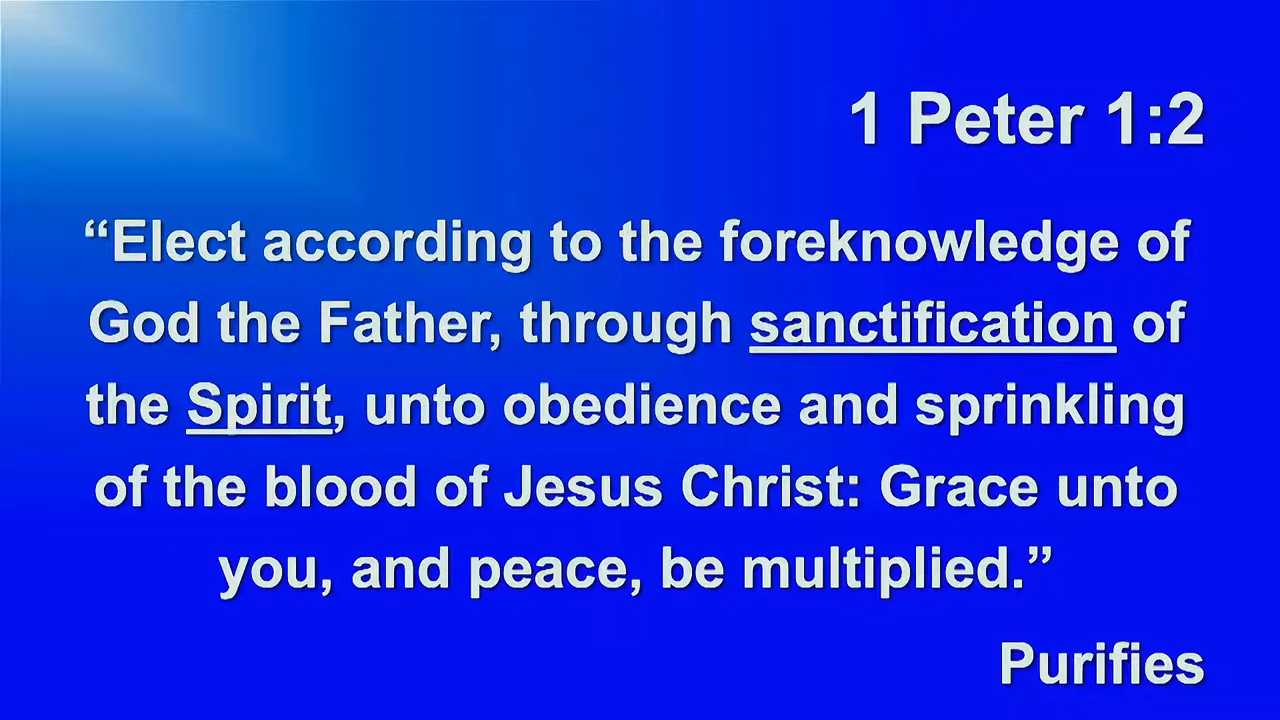 1 Peter 1:2
“Elect according to the foreknowledge of
God the Father, through sanctification of
the Spirit, unto obedience and sprinkling
of the blood of Jesus Christ: Grace unto
you, and peace, be multiplied.”
Purifies